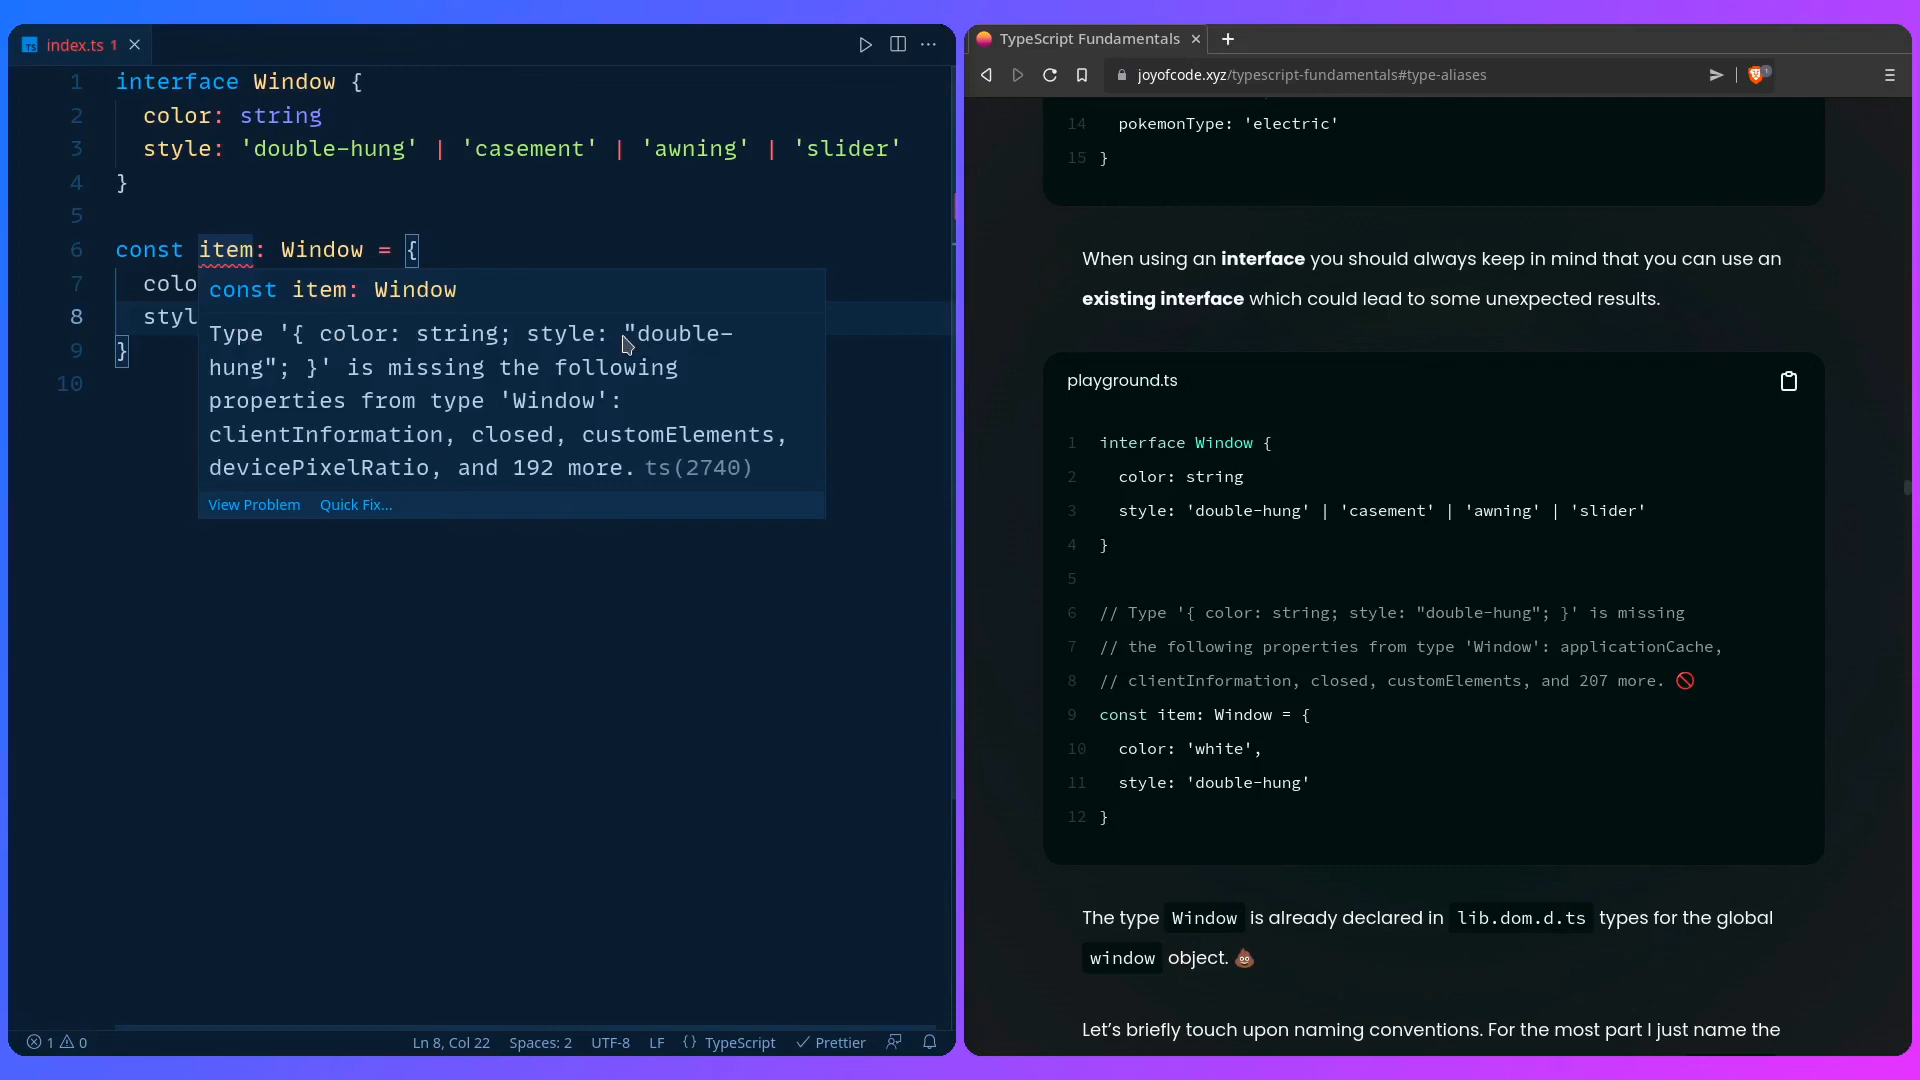 index.ts 1
1 interface Window {
2 color: string
3 style: 'double-hung' | 'casement' | 'awning' | 'slider'
4 }
5
6 const item: Window = {
7 colo
8 styl
9 }
10
const item: Window
Type '{ color: string; style: "double-
hung"; }' is missing the following
properties from type 'Window':
clientInformation, closed, customElements,
devicePixelRatio, and 192 more. ts(2740)
View Problem Quick Fix...
1 0 Ln 8, Col 22 Spaces: 2 UTF-8 LF {} TypeScript Prettier
TypeScript Fundamentals
joyofcode.xyz/typescript-fundamentals#type-aliases
1
14 pokemonType: 'electric'
15 }
When using an interface you should always keep in mind that you can use an
existing interface which could lead to some unexpected results.
playground.ts
1 interface Window {
2 color: string
3 style: 'double-hung' | 'casement' | 'awning' | 'slider'
4 }
5
6 // Type '{ color: string; style: "double-hung"; }' is missing
7 // the following properties from type 'Window': applicationCache,
8 // clientInformation, closed, customElements, and 207 more. 🚫
9 const item: Window = {
10 color: 'white',
11 style: 'double-hung'
12 }
The type Window is already declared in lib.dom.d.ts types for the global
window object. 💩
Let's briefly touch upon naming conventions. For the most part I just name the